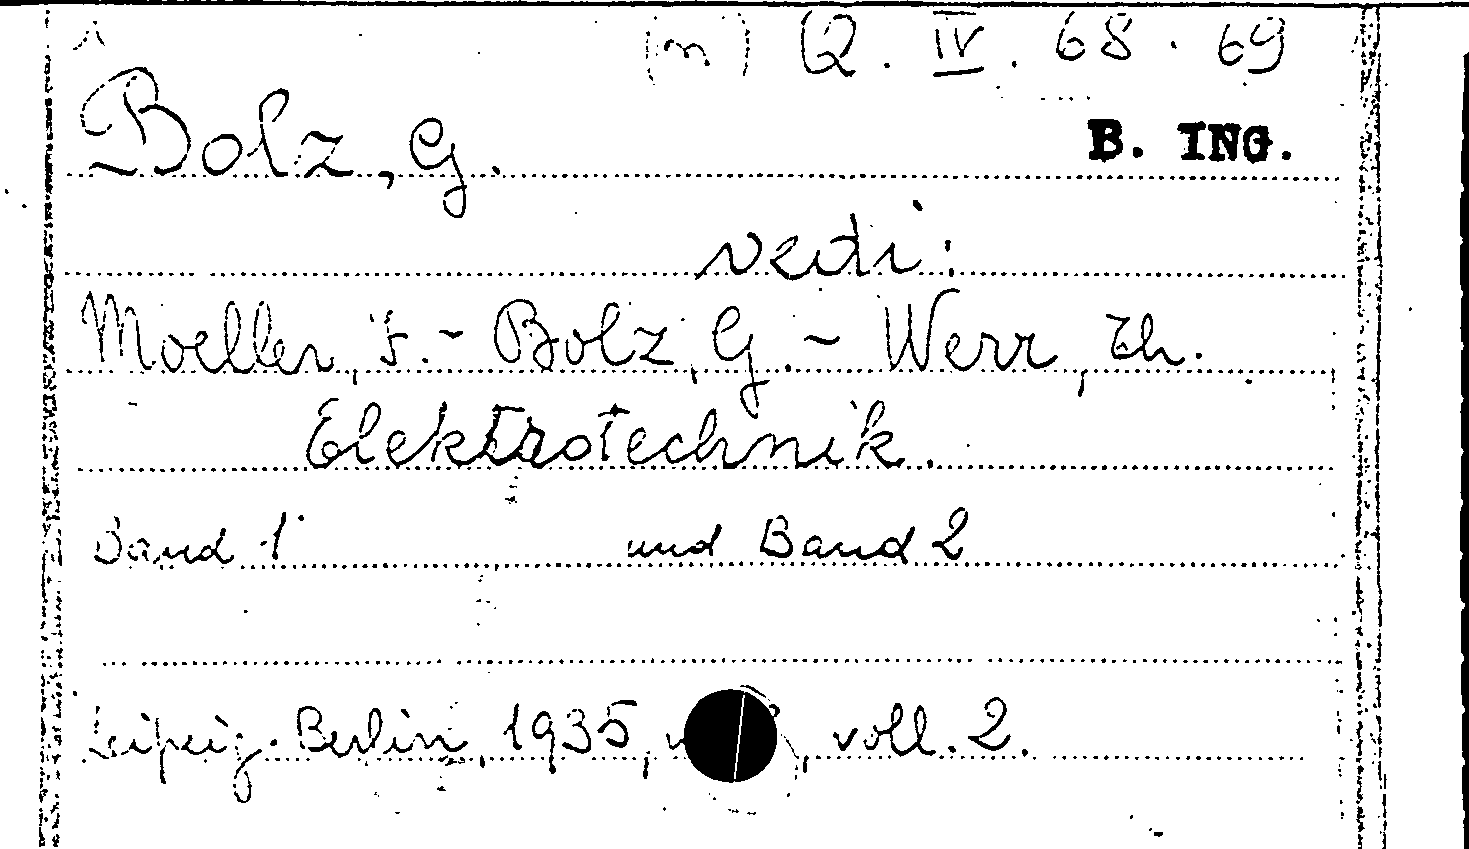 (m) Q. IV. 68 · 69
Bolz, G. B. ING.
vedi:
Moeller, F. - Bolz, G. - Werr, Th.
Elektrotechnik.
Band 1 und Band 2
Leipzig-Berlin, 1935, voll. 2.